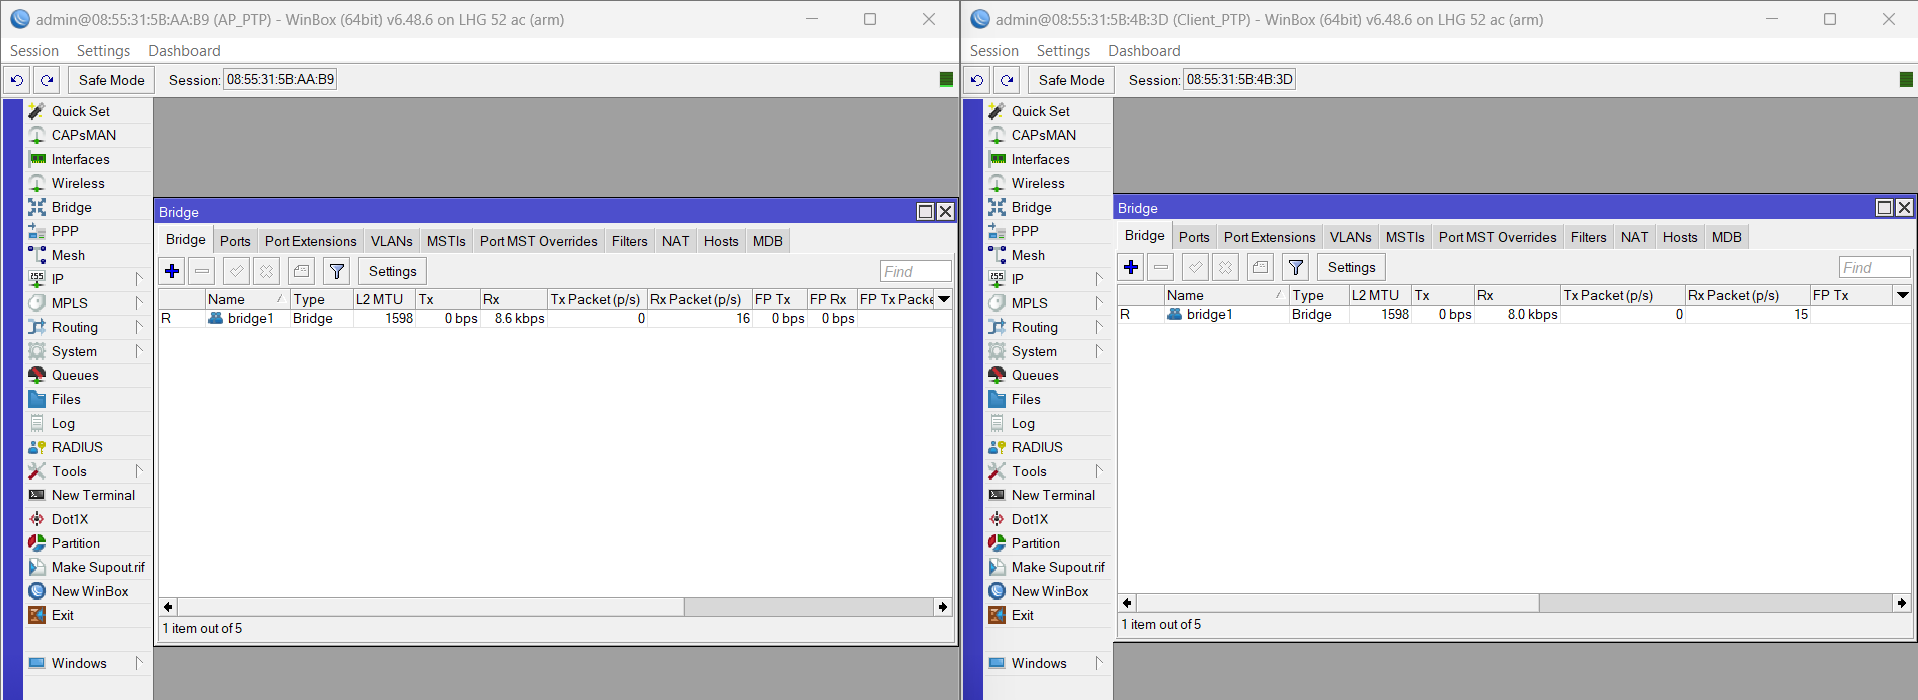 admin@08:55:31:5B:AA:B9 (AP_PTP) - WinBox (64bit) v6.48.6 on LHG 52 ac (arm)
Session Settings Dashboard
Safe Mode Session: 08:55:31:5B:AA:B9
Quick Set
CAPsMAN
Interfaces
Wireless
Bridge
PPP
Mesh
IP
MPLS
Routing
System
Queues
Files
Log
RADIUS
Tools
New Terminal
Dot1X
Partition
Make Supout.rif
New WinBox
Exit
Windows
Bridge
Bridge Ports Port Extensions VLANs MSTIs Port MST Overrides Filters NAT Hosts MDB
Settings Find
Name Type L2 MTU Tx Rx Tx Packet (p/s) Rx Packet (p/s) FP Tx FP Rx FP Tx Packe
R bridge1 Bridge 1598 0 bps 8.6 kbps 0 16 0 bps 0 bps
1 item out of 5
admin@08:55:31:5B:4B:3D (Client_PTP) - WinBox (64bit) v6.48.6 on LHG 52 ac (arm)
Session Settings Dashboard
Safe Mode Session: 08:55:31:5B:4B:3D
Quick Set
CAPsMAN
Interfaces
Wireless
Bridge
PPP
Mesh
IP
MPLS
Routing
System
Queues
Files
Log
RADIUS
Tools
New Terminal
Dot1X
Partition
Make Supout.rif
New WinBox
Exit
Windows
Bridge
Bridge Ports Port Extensions VLANs MSTIs Port MST Overrides Filters NAT Hosts MDB
Settings Find
Name Type L2 MTU Tx Rx Tx Packet (p/s) Rx Packet (p/s) FP Tx
R bridge1 Bridge 1598 0 bps 8.0 kbps 0 15
1 item out of 5